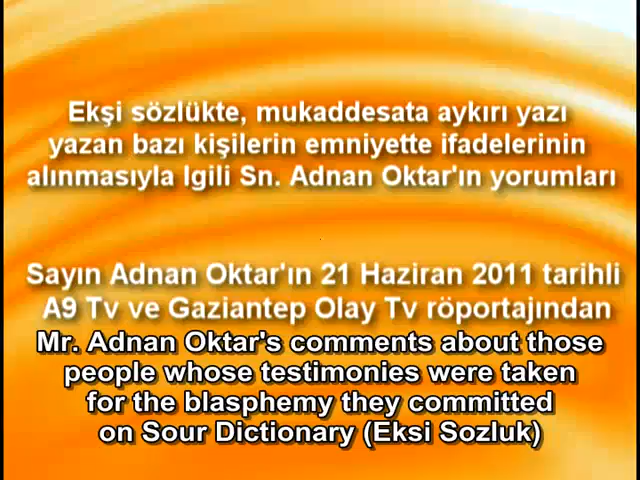 Ekşi sözlükte, mukaddesata aykırı yazı
yazan bazı kişilerin emniyette ifadelerinin
alınmasıyla Igili Sn. Adnan Oktar'ın yorumları
Sayın Adnan Oktar'ın 21 Haziran 2011 tarihli
A9 Tv ve Gaziantep Olay Tv röportajından
Mr. Adnan Oktar's comments about those
people whose testimonies were taken
for the blasphemy they committed
on Sour Dictionary (Eksi Sozluk)